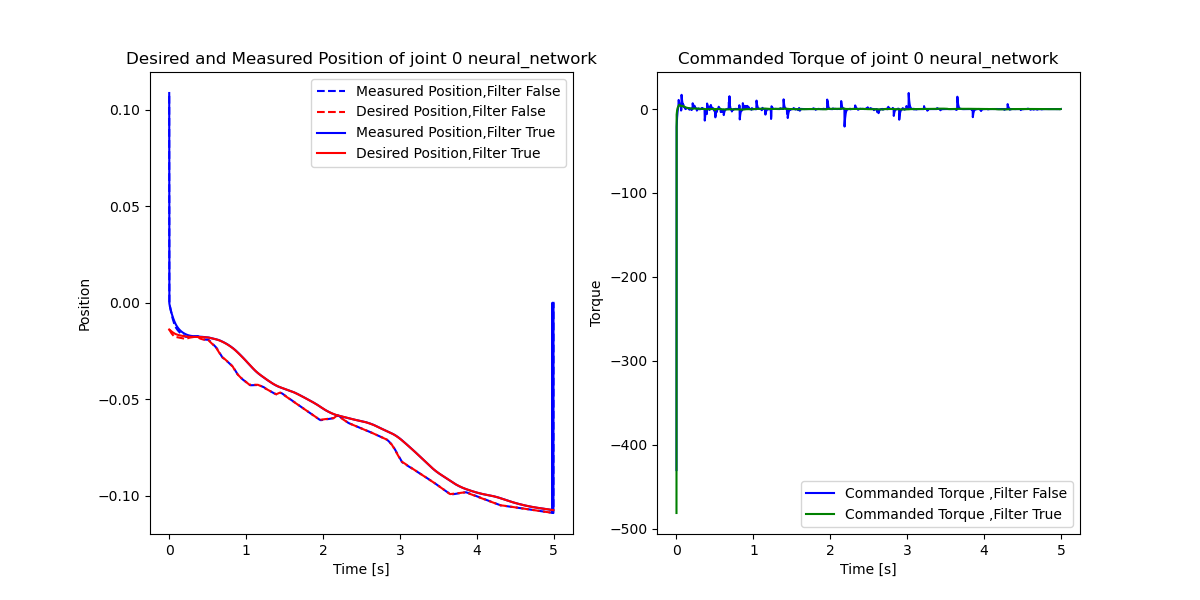 Desired and Measured Position of joint 0 neural_network
Measured Position,Filter False
Desired Position,Filter False
Measured Position,Filter True
Desired Position,Filter True
0.10
0.05
0.00
−0.05
−0.10
Position
0
1
2
3
4
5
Time [s]
Commanded Torque of joint 0 neural_network
0
−100
−200
−300
−400
−500
Torque
Commanded Torque ,Filter False
Commanded Torque ,Filter True
0
1
2
3
4
5
Time [s]